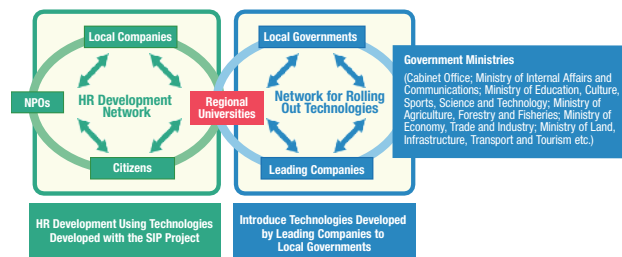 Local Companies
NPOs
HR Development
Network
Citizens
Regional
Universities
Local Governments
Network for Rolling
Out Technologies
Leading Companies
Government Ministries
(Cabinet Office; Ministry of Internal Affairs and
Communications; Ministry of Education, Culture,
Sports, Science and Technology; Ministry of
Agriculture, Forestry and Fisheries; Ministry of
Economy, Trade and Industry; Ministry of Land,
Infrastructure, Transport and Tourism etc.)
HR Development Using Technologies
Developed with the SIP Project
Introduce Technologies Developed
by Leading Companies to
Local Governments